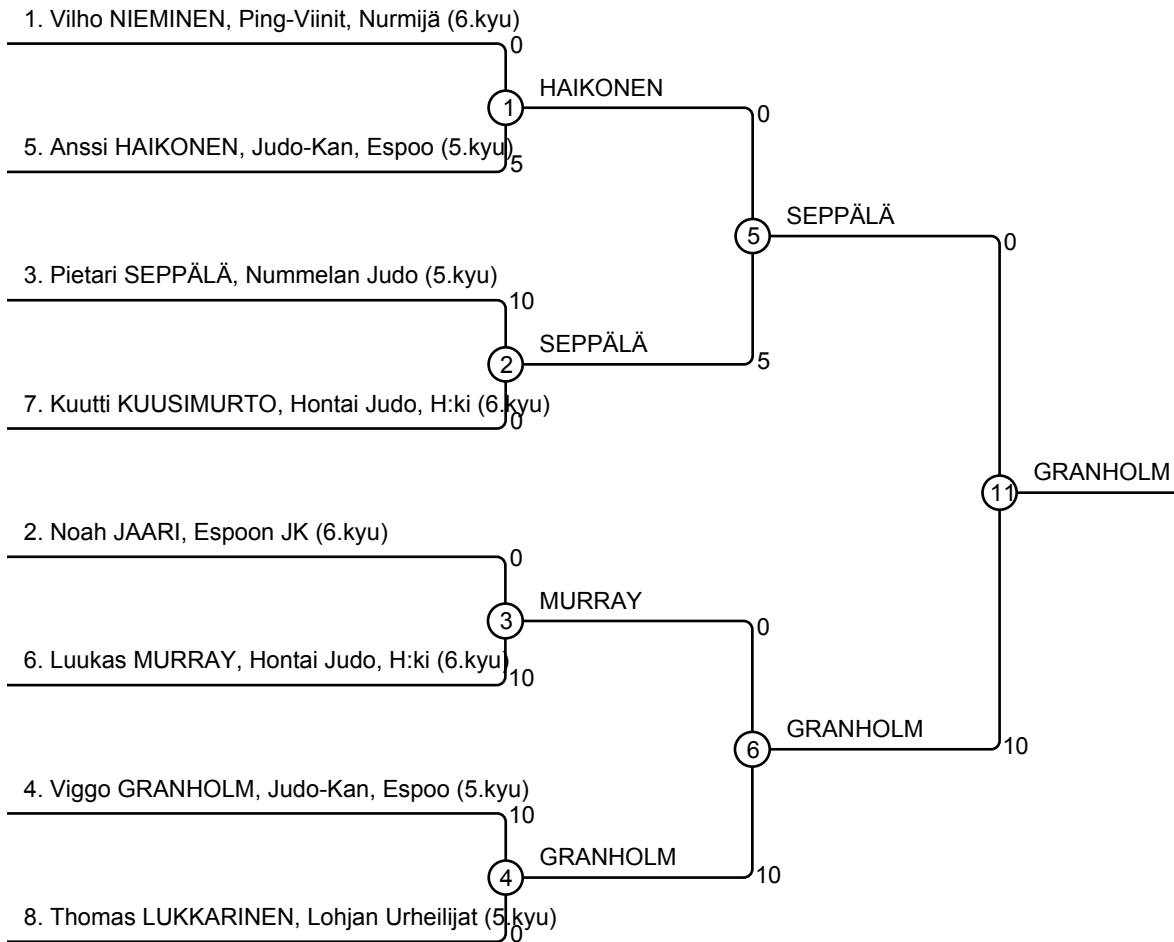 1. Vilho NIEMINEN, Ping-Viinit, Nurmijä (6.kyu)
0
1
HAIKONEN
0
5. Anssi HAIKONEN, Judo-Kan, Espoo (5.kyu)
5
5
SEPPÄLÄ
0
3. Pietari SEPPÄLÄ, Nummelan Judo (5.kyu)
10
2
SEPPÄLÄ
5
7. Kuutti KUUSIMURTO, Hontai Judo, H:ki (6.kyu)
0
11
GRANHOLM
2. Noah JAARI, Espoon JK (6.kyu)
0
3
MURRAY
0
6. Luukas MURRAY, Hontai Judo, H:ki (6.kyu)
10
6
GRANHOLM
10
4. Viggo GRANHOLM, Judo-Kan, Espoo (5.kyu)
10
4
GRANHOLM
10
8. Thomas LUKKARINEN, Lohjan Urheilijat (5.kyu)
0